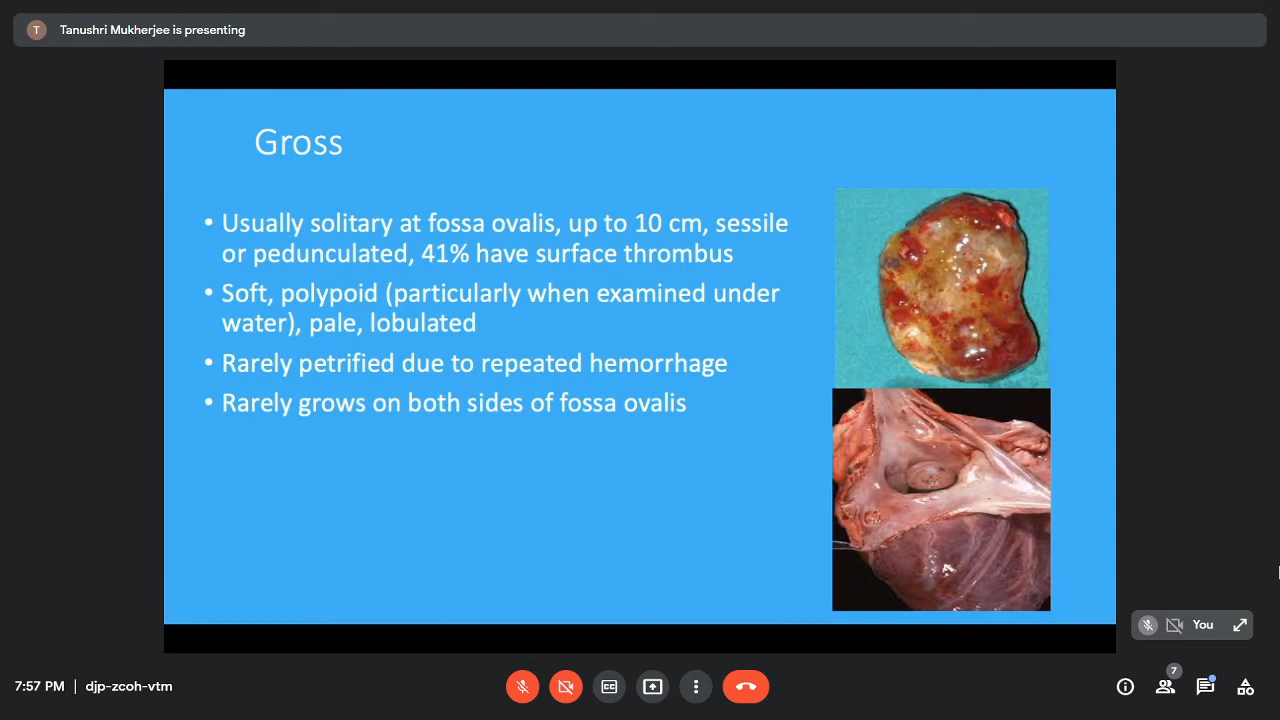 T
Tanushri Mukherjee is presenting
Gross
• Usually solitary at fossa ovalis, up to 10 cm, sessile
or pedunculated, 41% have surface thrombus
• Soft, polypoid (particularly when examined under
water), pale, lobulated
• Rarely petrified due to repeated hemorrhage
• Rarely grows on both sides of fossa ovalis
You
7:57 PM | djp-zcoh-vtm
CC
7